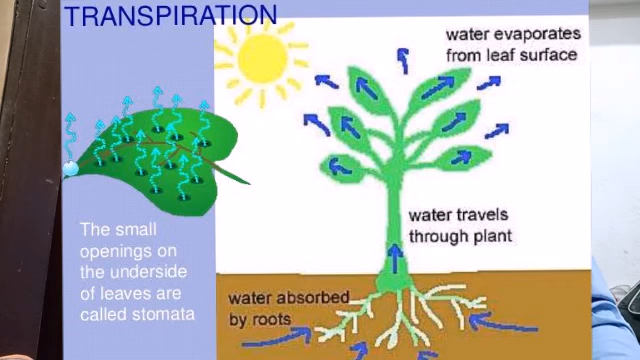 TRANSPIRATION
water evaporates
from leaf surface
The small
openings on
the underside
of leaves are
called stomata
water travels
through plant
water absorbed
by roots